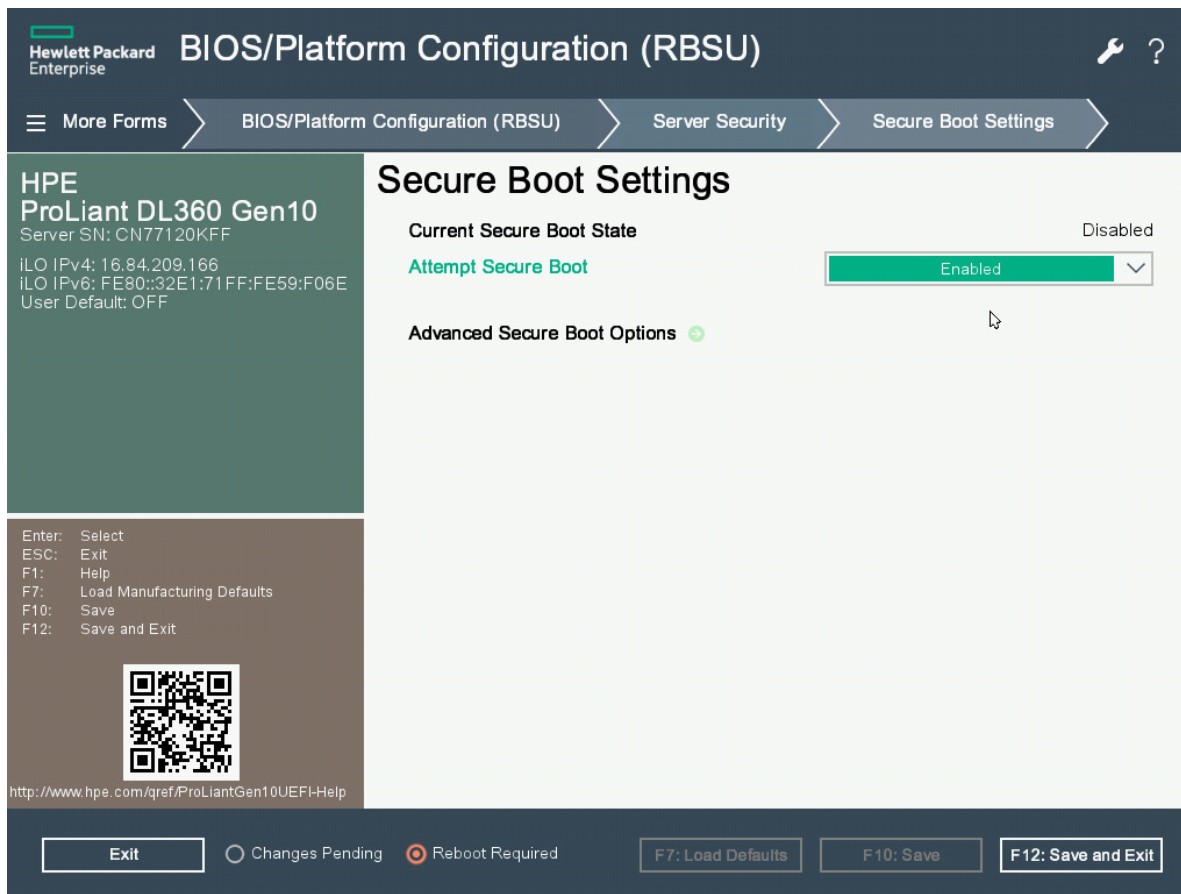 Hewlett Packard
Enterprise
BIOS/Platform Configuration (RBSU)
?
More Forms
BIOS/Platform Configuration (RBSU)
Server Security
Secure Boot Settings
HPE
ProLiant DL360 Gen10
Server SN: CN77120KFF
iLO IPv4: 16.84.209.166
iLO IPv6: FE80::32E1:71FF:FE59:F06E
User Default: OFF
Secure Boot Settings
Current Secure Boot State Disabled
Attempt Secure Boot Enabled
Advanced Secure Boot Options
Enter: Select
ESC: Exit
F1: Help
F7: Load Manufacturing Defaults
F10: Save
F12: Save and Exit
http://www.hpe.com/qref/ProLiantGen10UEFI-Help
Exit
Changes Pending
Reboot Required
F7: Load Defaults
F10: Save
F12: Save and Exit